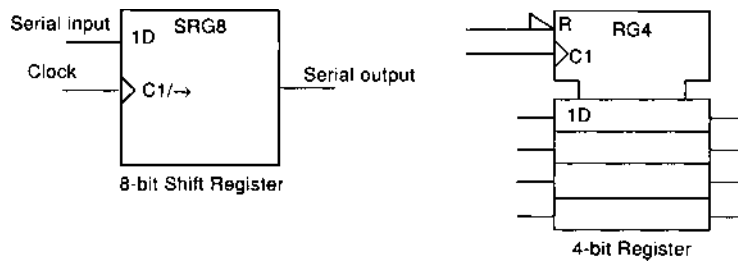 Serial input
1D
SRG8
Clock
C1/→
Serial output
8-bit Shift Register
R
RG4
C1
1D
4-bit Register